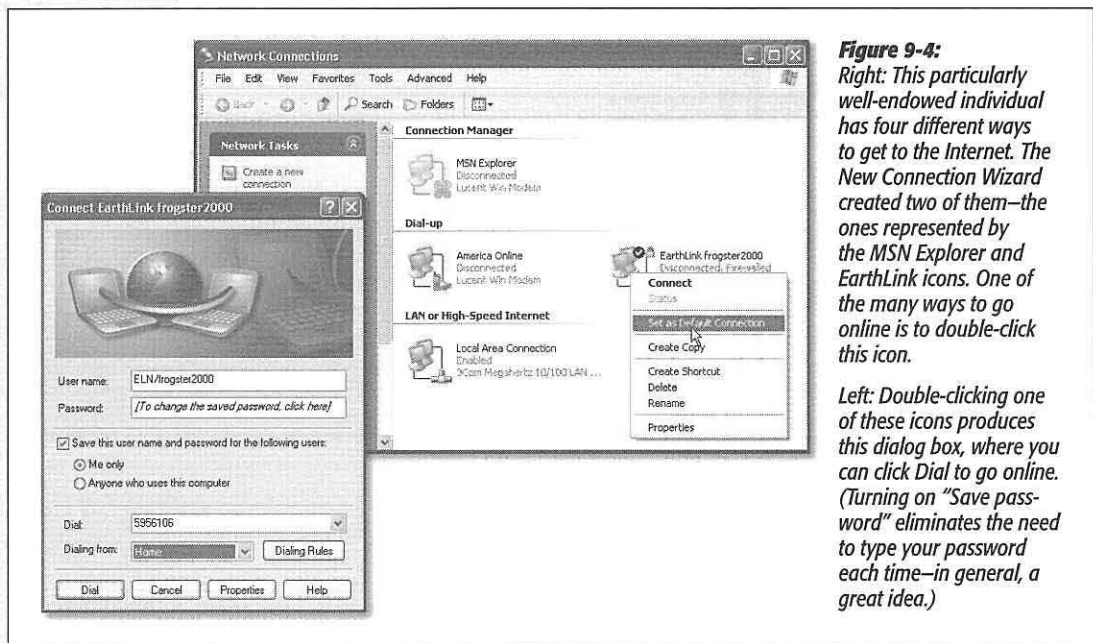 Network Connections
File Edit View Favorites Tools Advanced Help
Back Search Folders
Network Tasks
Create a new
connection
Connection Manager
MSN Explorer
Disconnected
Lucent Win Modem
Dial-up
America Online
Disconnected
Lucent Win Modem
EarthLink frogster2000
Disconnected, Firewalled
Connect
Status
Set as Default Connection
Create Copy
Create Shortcut
Delete
Rename
Properties
LAN or High-Speed Internet
Local Area Connection
Enabled
3Com Megahertz 10/100 LAN ...
Connect EarthLink frogster2000
User name: ELN/frogster2000
Password: [To change the saved password, click here]
Save this user name and password for the following users:
Me only
Anyone who uses this computer
Dial: 5956106
Dialing from: Home Dialing Rules
Dial Cancel Properties Help
Figure 9-4:
Right: This particularly
well-endowed individual
has four different ways
to get to the Internet. The
New Connection Wizard
created two of them—the
ones represented by
the MSN Explorer and
EarthLink icons. One of
the many ways to go
online is to double-click
this icon.
Left: Double-clicking one
of these icons produces
this dialog box, where you
can click Dial to go online.
(Turning on "Save pass-
word" eliminates the need
to type your password
each time—in general, a
great idea.)